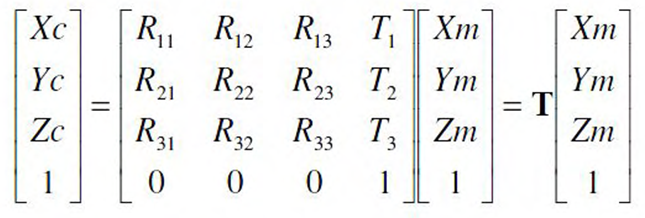 [Xc] [R₁₁ R₁₂ R₁₃ T₁] [Xm] [Xm]
[Yc] [R₂₁ R₂₂ R₂₃ T₂] [Ym] [Ym]
[Zc] = [R₃₁ R₃₂ R₃₃ T₃] [Zm] = T [Zm]
[1] [0 0 0 1] [1] [1]